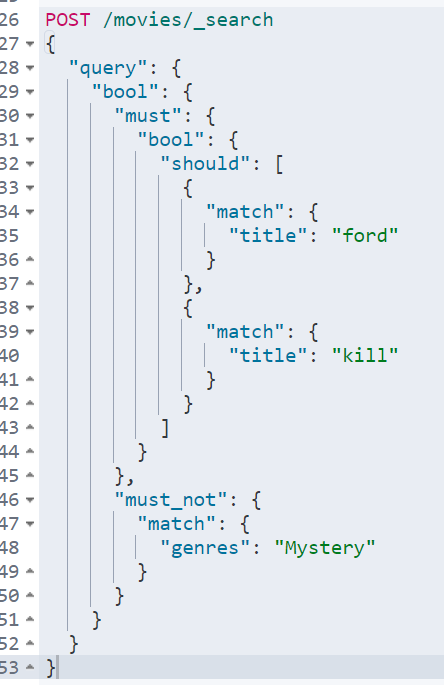 26 POST /movies/_search
27 {
28 "query": {
29 "bool": {
30 "must": {
31 "bool": {
32 "should": [
33 {
34 "match": {
35 "title": "ford"
36 }
37 },
38 {
39 "match": {
40 "title": "kill"
41 }
42 }
43 ]
44 }
45 },
46 "must_not": {
47 "match": {
48 "genres": "Mystery"
49 }
50 }
51 }
52 }
53 }